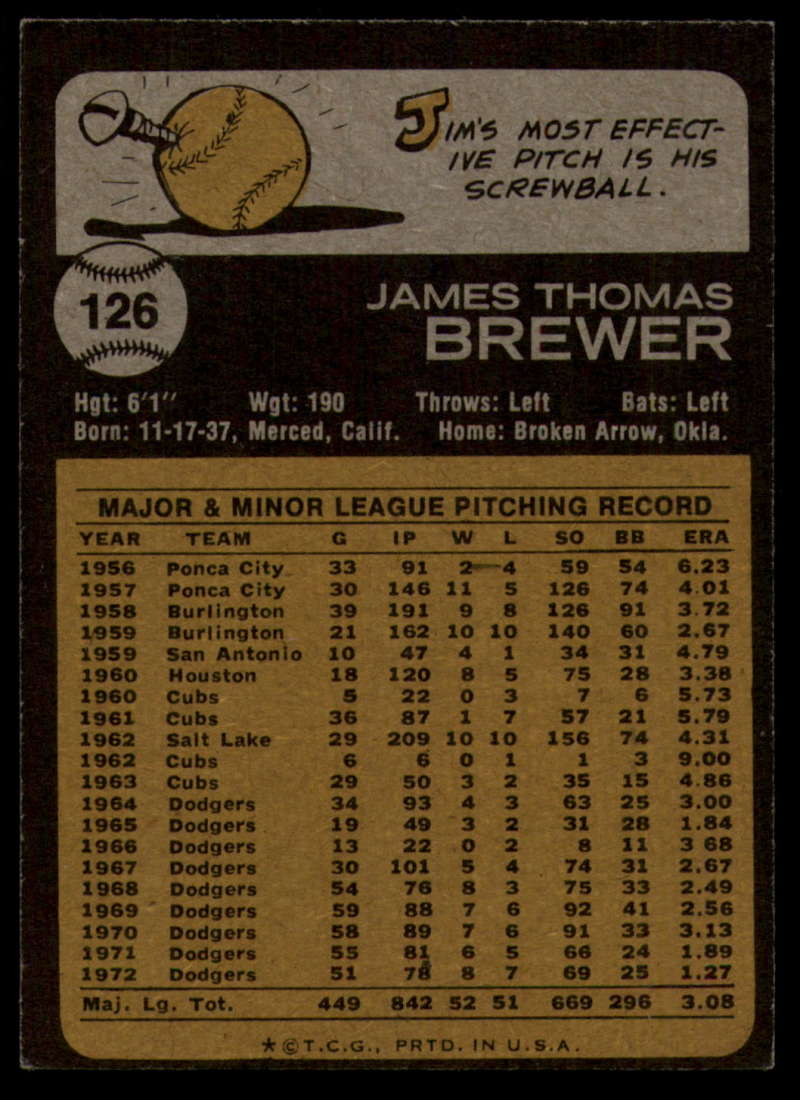 JIM'S MOST EFFECT-
IVE PITCH IS HIS
SCREWBALL.
126
JAMES THOMAS
BREWER
Hgt: 6'1" Wgt: 190 Throws: Left Bats: Left
Born: 11-17-37, Merced, Calif. Home: Broken Arrow, Okla.
MAJOR & MINOR LEAGUE PITCHING RECORD
YEAR TEAM G IP W L SO BB ERA
1956 Ponca City 33 91 2 4 59 54 6.23
1957 Ponca City 30 146 11 5 126 74 4.01
1958 Burlington 39 191 9 8 126 91 3.72
1959 Burlington 21 162 10 10 140 60 2.67
1959 San Antonio 10 47 4 1 34 31 4.79
1960 Houston 18 120 8 5 75 28 3.38
1960 Cubs 5 22 0 3 7 6 5.73
1961 Cubs 36 87 1 7 57 21 5.79
1962 Salt Lake 29 209 10 10 156 74 4.31
1962 Cubs 6 6 0 1 1 3 9.00
1963 Cubs 29 50 3 2 35 15 4.86
1964 Dodgers 34 93 4 3 63 25 3.00
1965 Dodgers 19 49 3 2 31 28 1.84
1966 Dodgers 13 22 0 2 8 11 3 68
1967 Dodgers 30 101 5 4 74 31 2.67
1968 Dodgers 54 76 8 3 75 33 2.49
1969 Dodgers 59 88 7 6 92 41 2.56
1970 Dodgers 58 89 7 6 91 33 3.13
1971 Dodgers 55 81 6 5 66 24 1.89
1972 Dodgers 51 78 8 7 69 25 1.27
Maj. Lg. Tot. 449 842 52 51 669 296 3.08
★ © T.C.G., PRTD. IN U.S.A.